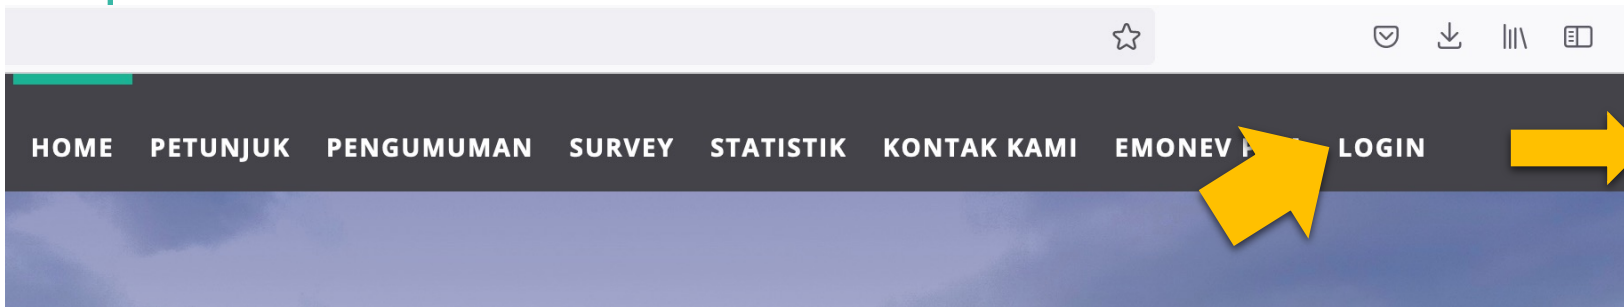 HOME PETUNJUK PENGUMUMAN SURVEY STATISTIK KONTAK KAMI EMONEV LOGIN